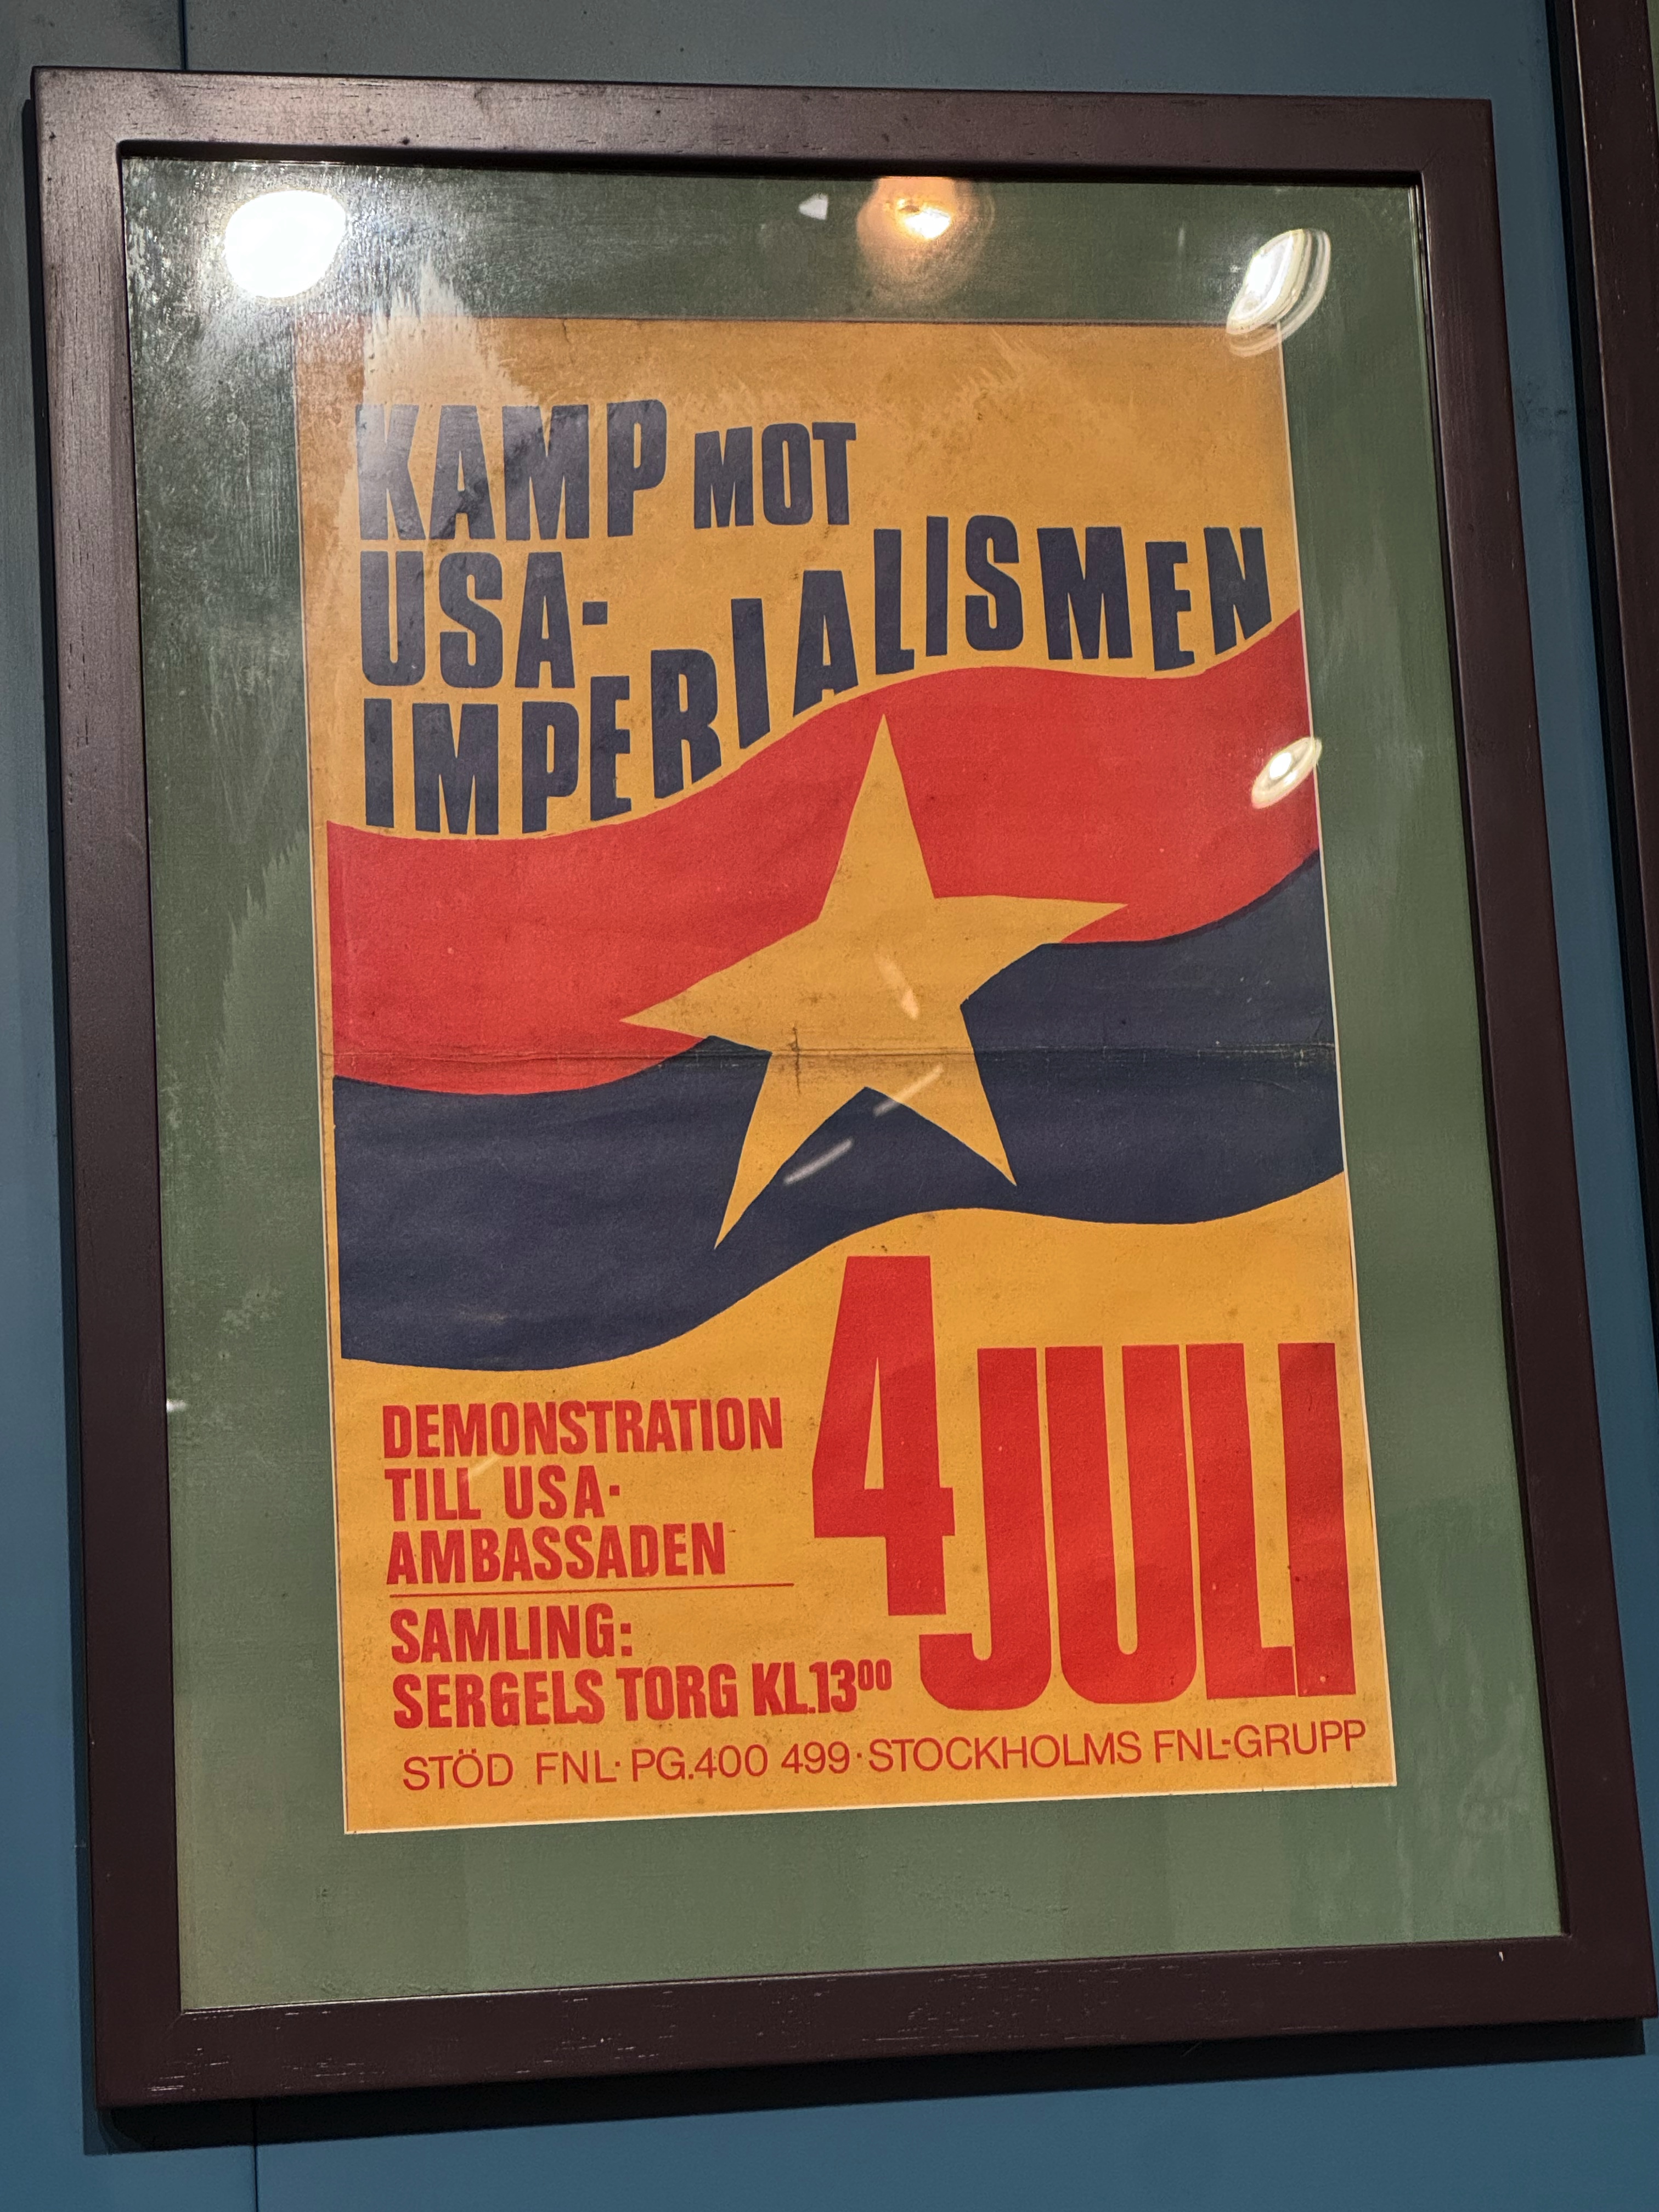 KAMP MOT
USA-
IMPERIALISMEN
4 JULI
DEMONSTRATION
TILL USA-
AMBASSADEN
SAMLING:
SERGELS TORG KL.13⁰⁰
STÖD FNL· PG.400 499·STOCKHOLMS FNL-GRUPP